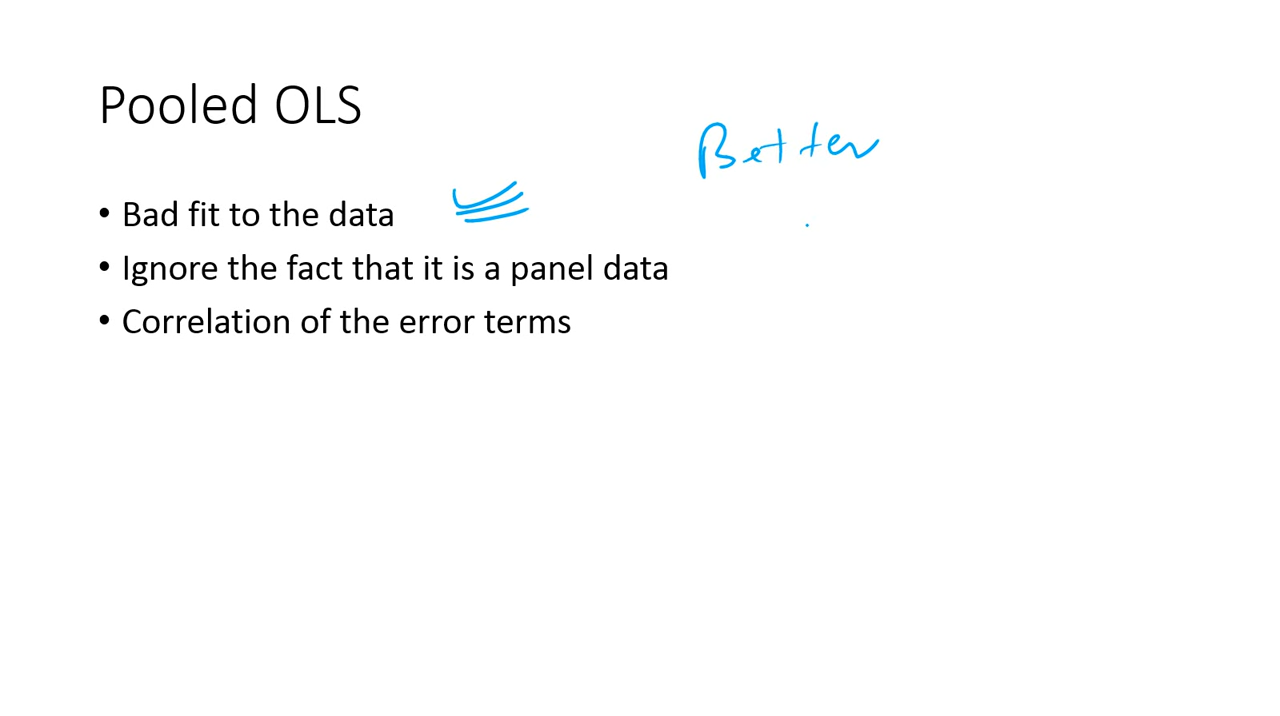 Pooled OLS
Better
• Bad fit to the data
• Ignore the fact that it is a panel data
• Correlation of the error terms